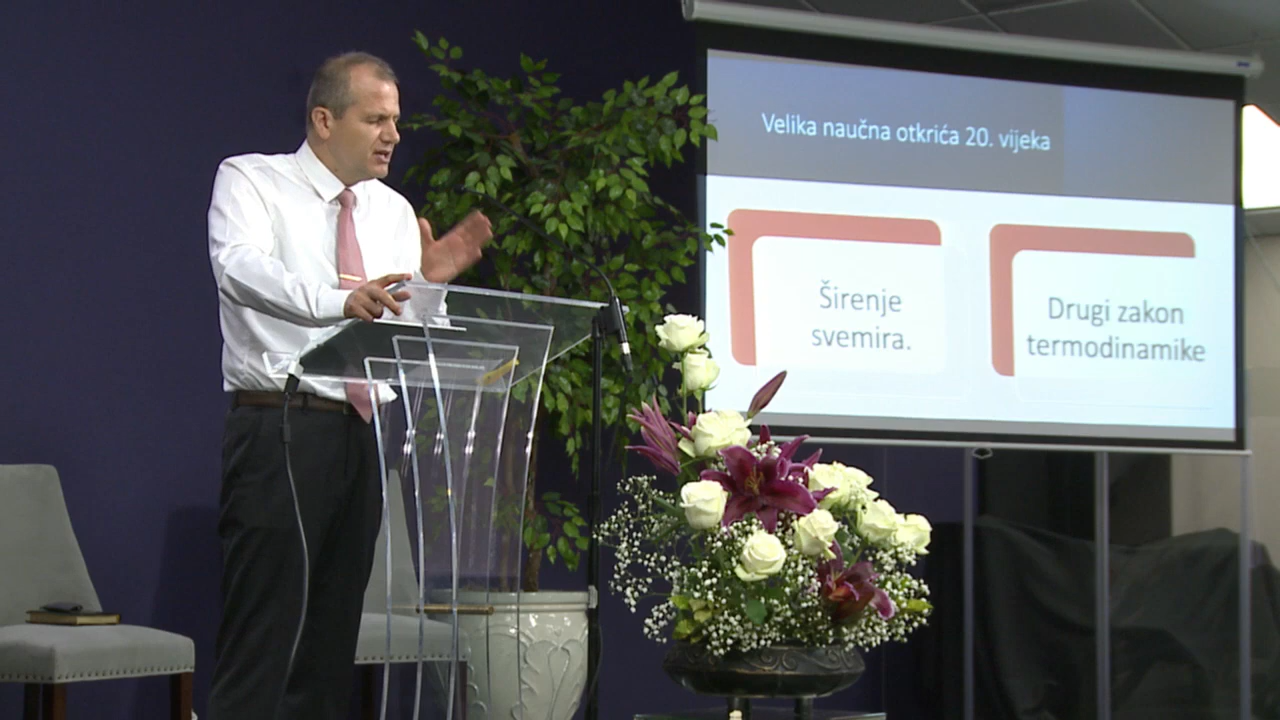 Velika naučna otkrića 20. vijeka
Širenje
svemira.
Drugi zakon
termodinamike